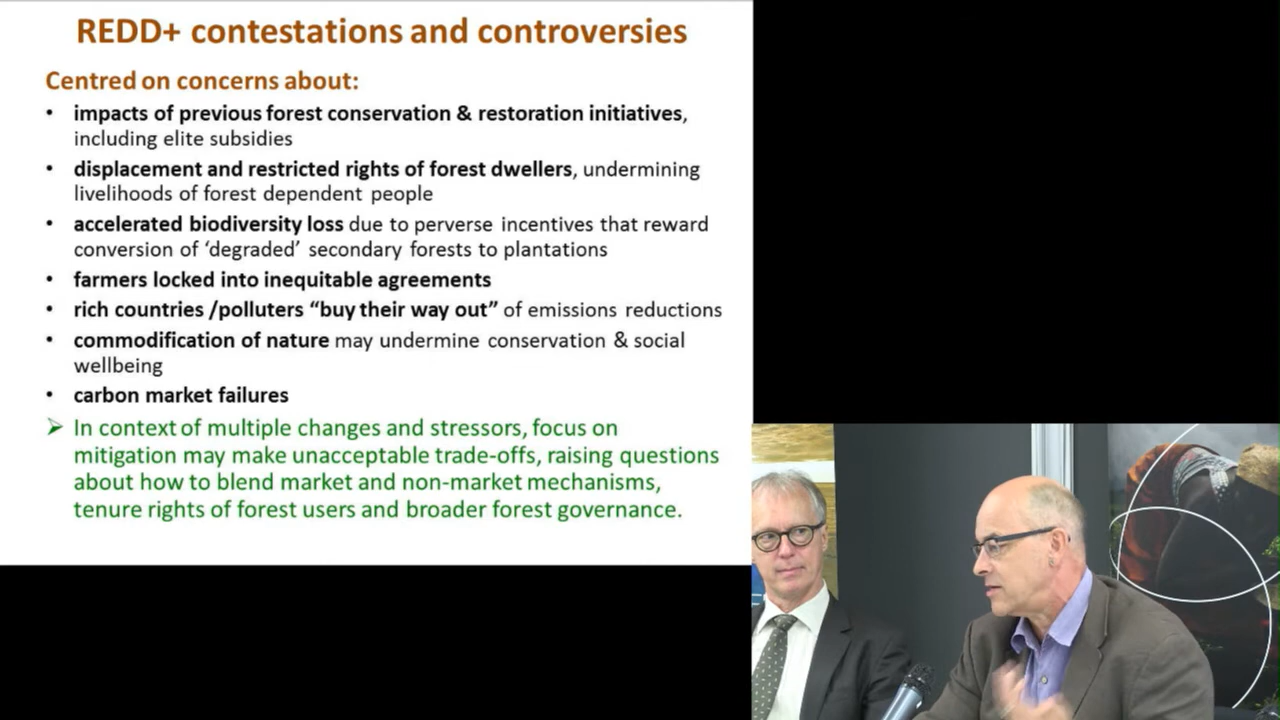 REDD+ contestations and controversies
Centred on concerns about:
• impacts of previous forest conservation & restoration initiatives,
including elite subsidies
• displacement and restricted rights of forest dwellers, undermining
livelihoods of forest dependent people
• accelerated biodiversity loss due to perverse incentives that reward
conversion of ‘degraded’ secondary forests to plantations
• farmers locked into inequitable agreements
• rich countries /polluters “buy their way out” of emissions reductions
• commodification of nature may undermine conservation & social
wellbeing
• carbon market failures
➢ In context of multiple changes and stressors, focus on
mitigation may make unacceptable trade-offs, raising questions
about how to blend market and non-market mechanisms,
tenure rights of forest users and broader forest governance.